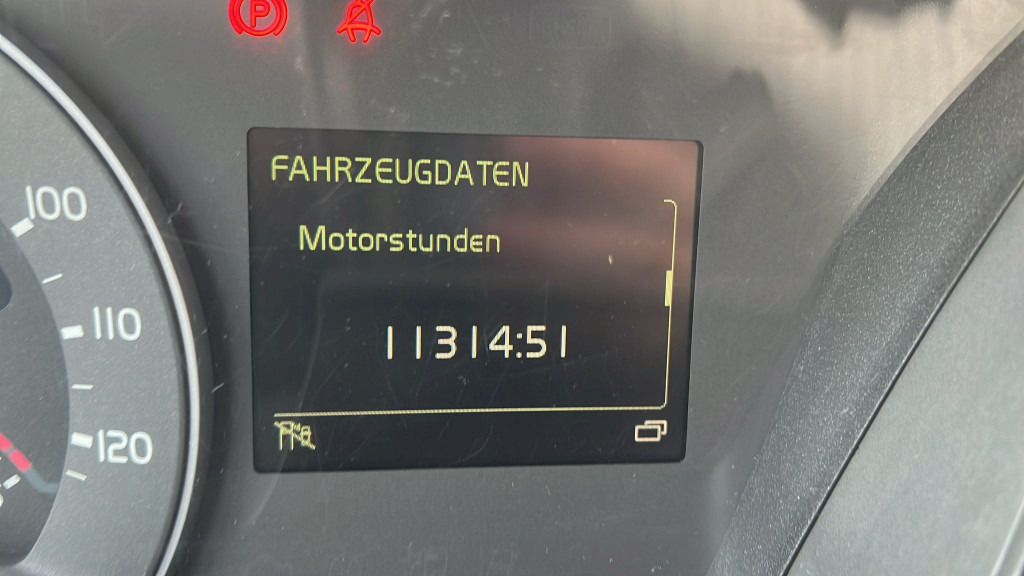 P
FAHRZEUGDATEN
Motorstunden
11314:51
100
110
120